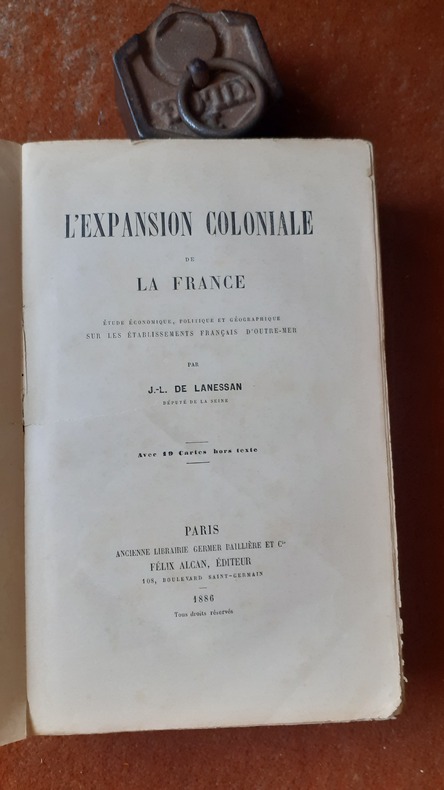 L'EXPANSION COLONIALE
DE
LA FRANCE
ÉTUDE ÉCONOMIQUE, POLITIQUE ET GÉOGRAPHIQUE
SUR LES ÉTABLISSEMENTS FRANÇAIS D'OUTRE-MER
PAR
J.-L. DE LANESSAN
DÉPUTÉ DE LA SEINE
Avec 19 Cartes hors texte
PARIS
ANCIENNE LIBRAIRIE GERMER BAILLIÈRE ET Cie
FÉLIX ALCAN, ÉDITEUR
108, BOULEVARD SAINT-GERMAIN
1886
Tous droits réservés